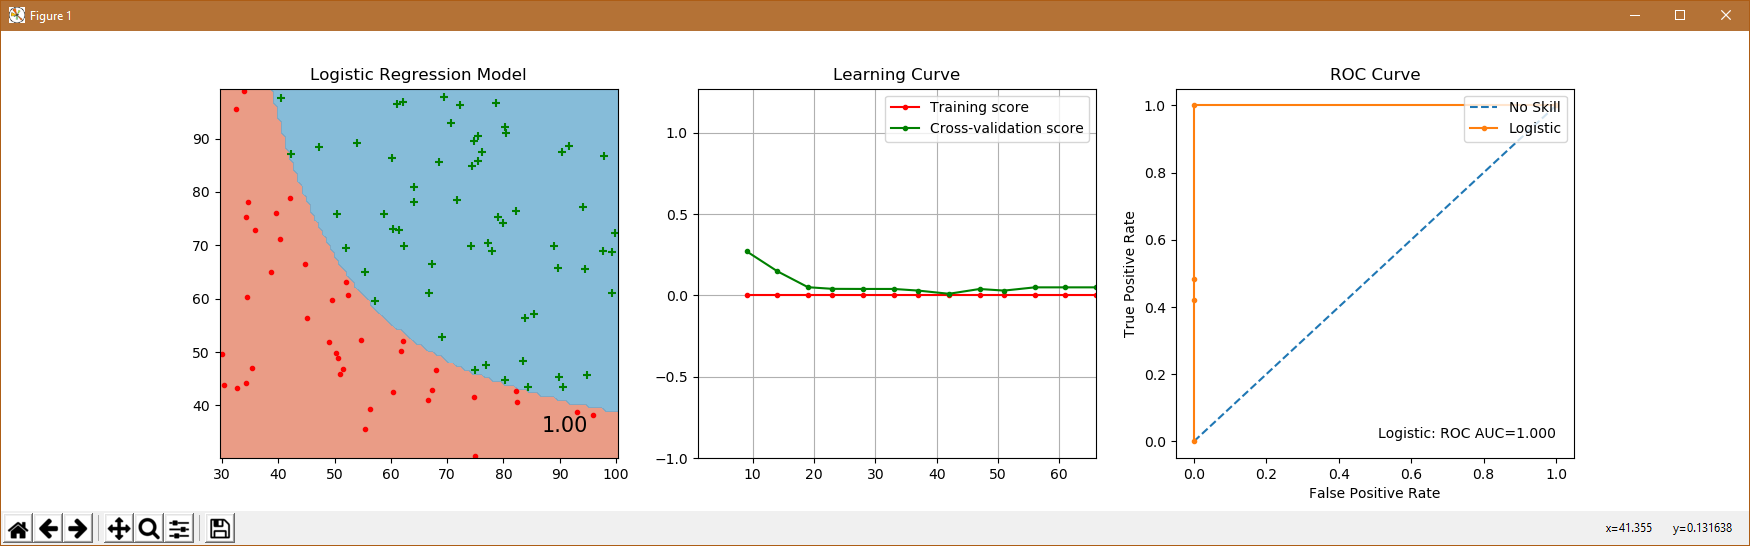 Figure 1
Logistic Regression Model
90
80
70
60
50
40
30 40 50 60 70 80 90 100
1.00
Learning Curve
Training score
Cross-validation score
1.0
0.5
0.0
−0.5
−1.0
10 20 30 40 50 60
ROC Curve
No Skill
Logistic
True Positive Rate
1.0
0.8
0.6
0.4
0.2
0.0
Logistic: ROC AUC=1.000
0.0 0.2 0.4 0.6 0.8 1.0
False Positive Rate
x=41.355 y=0.131638